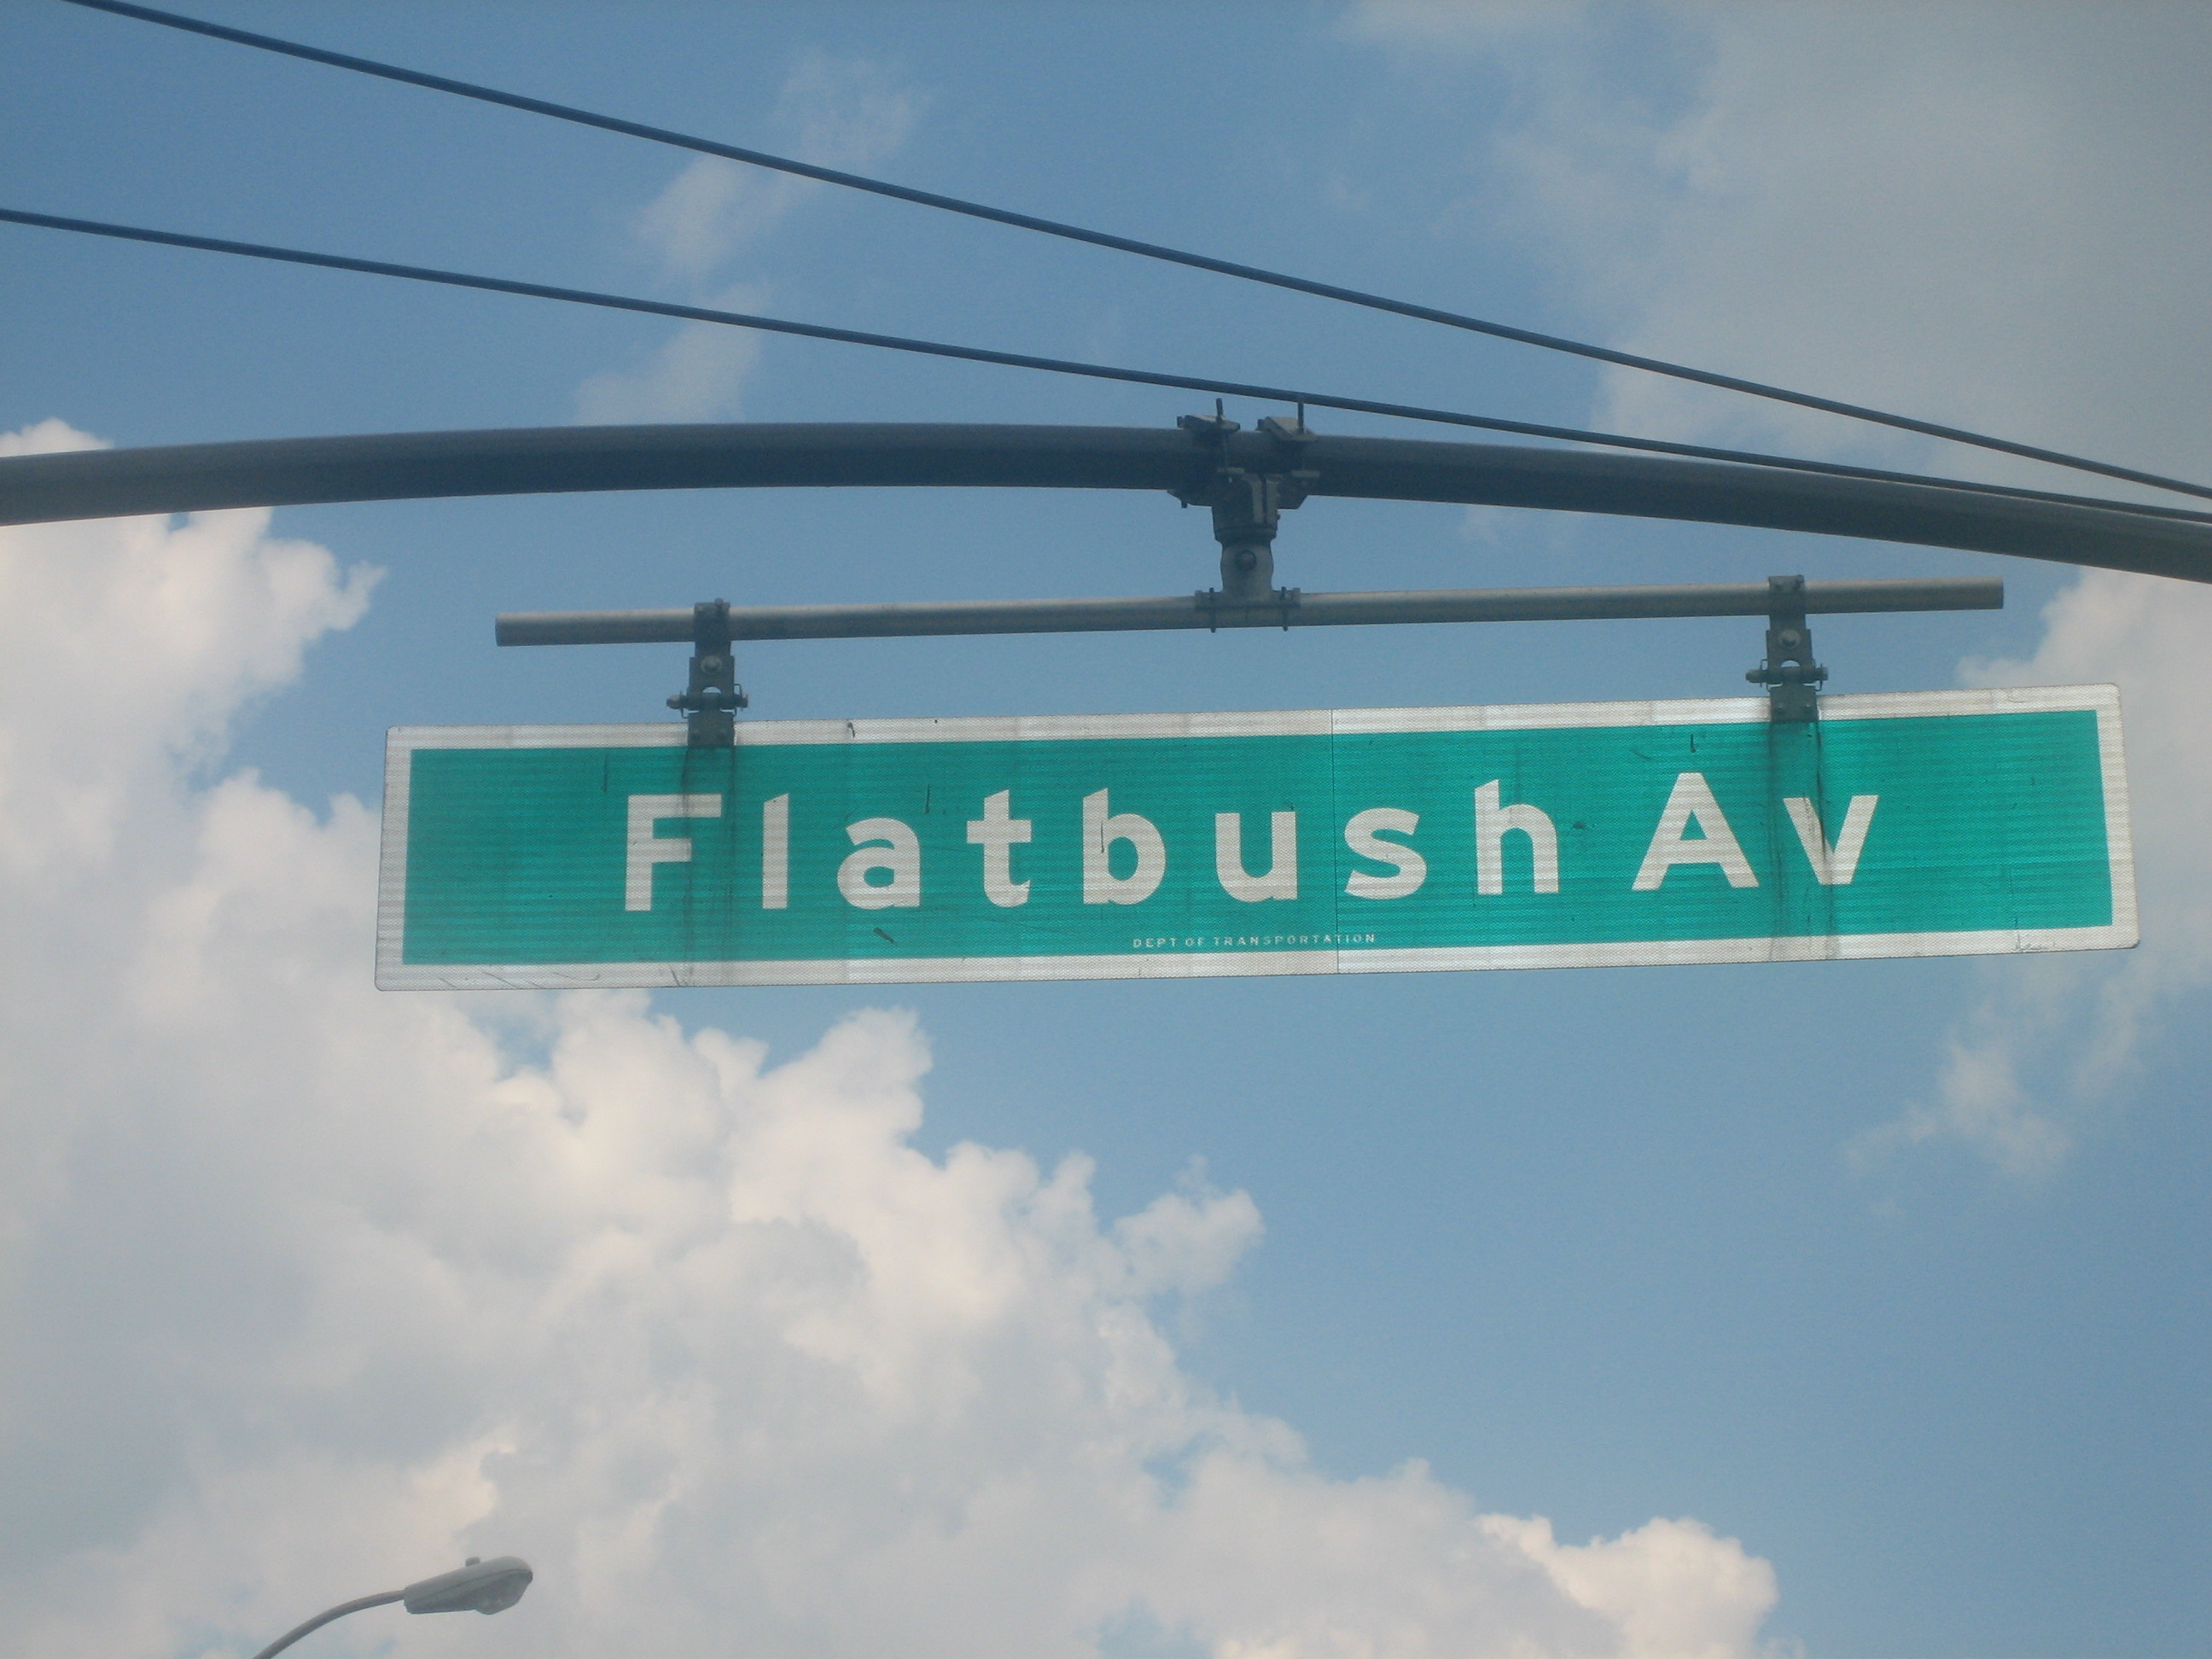 Flatbush Av
DEPT OF TRANSPORTATION